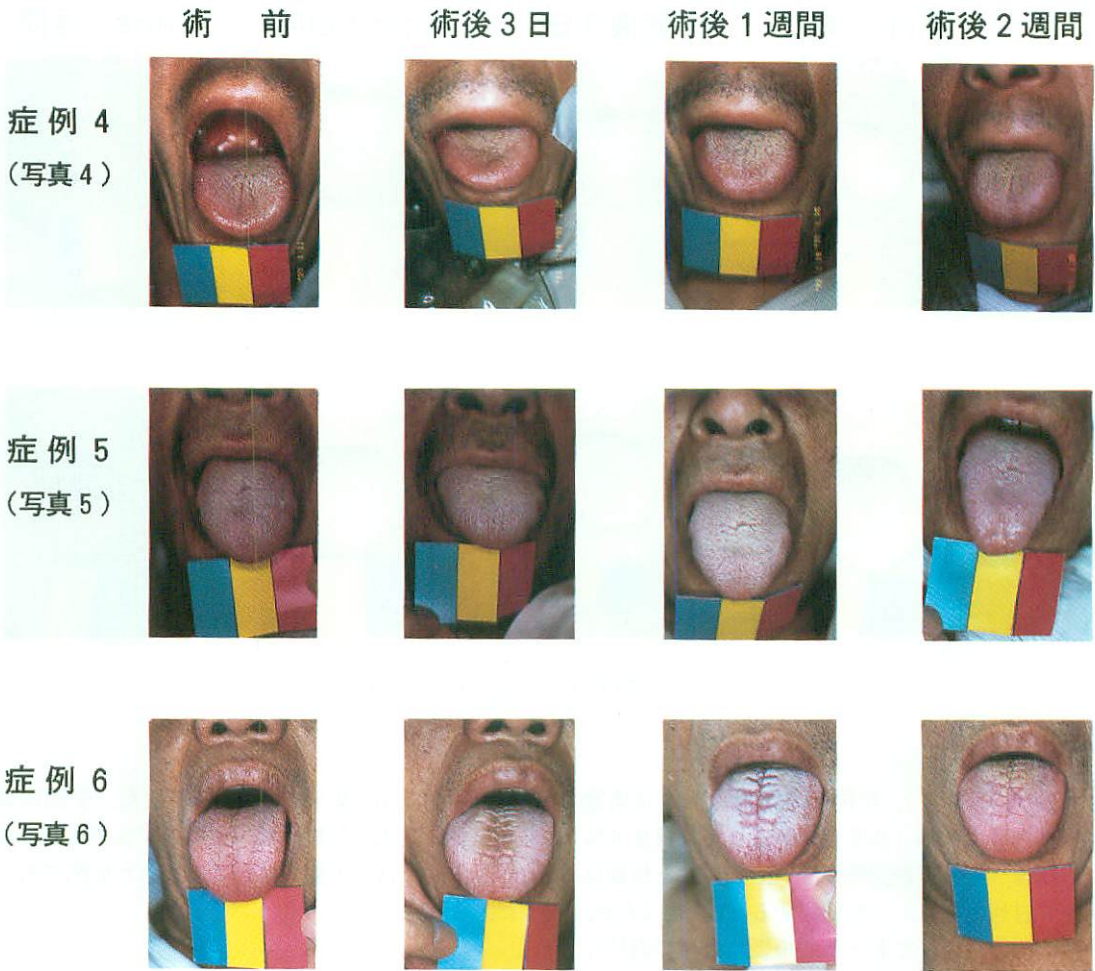 術 前 術後3日 術後1週間 術後2週間
症例 4
(写真4)
症例 5
(写真5)
症例 6
(写真6)